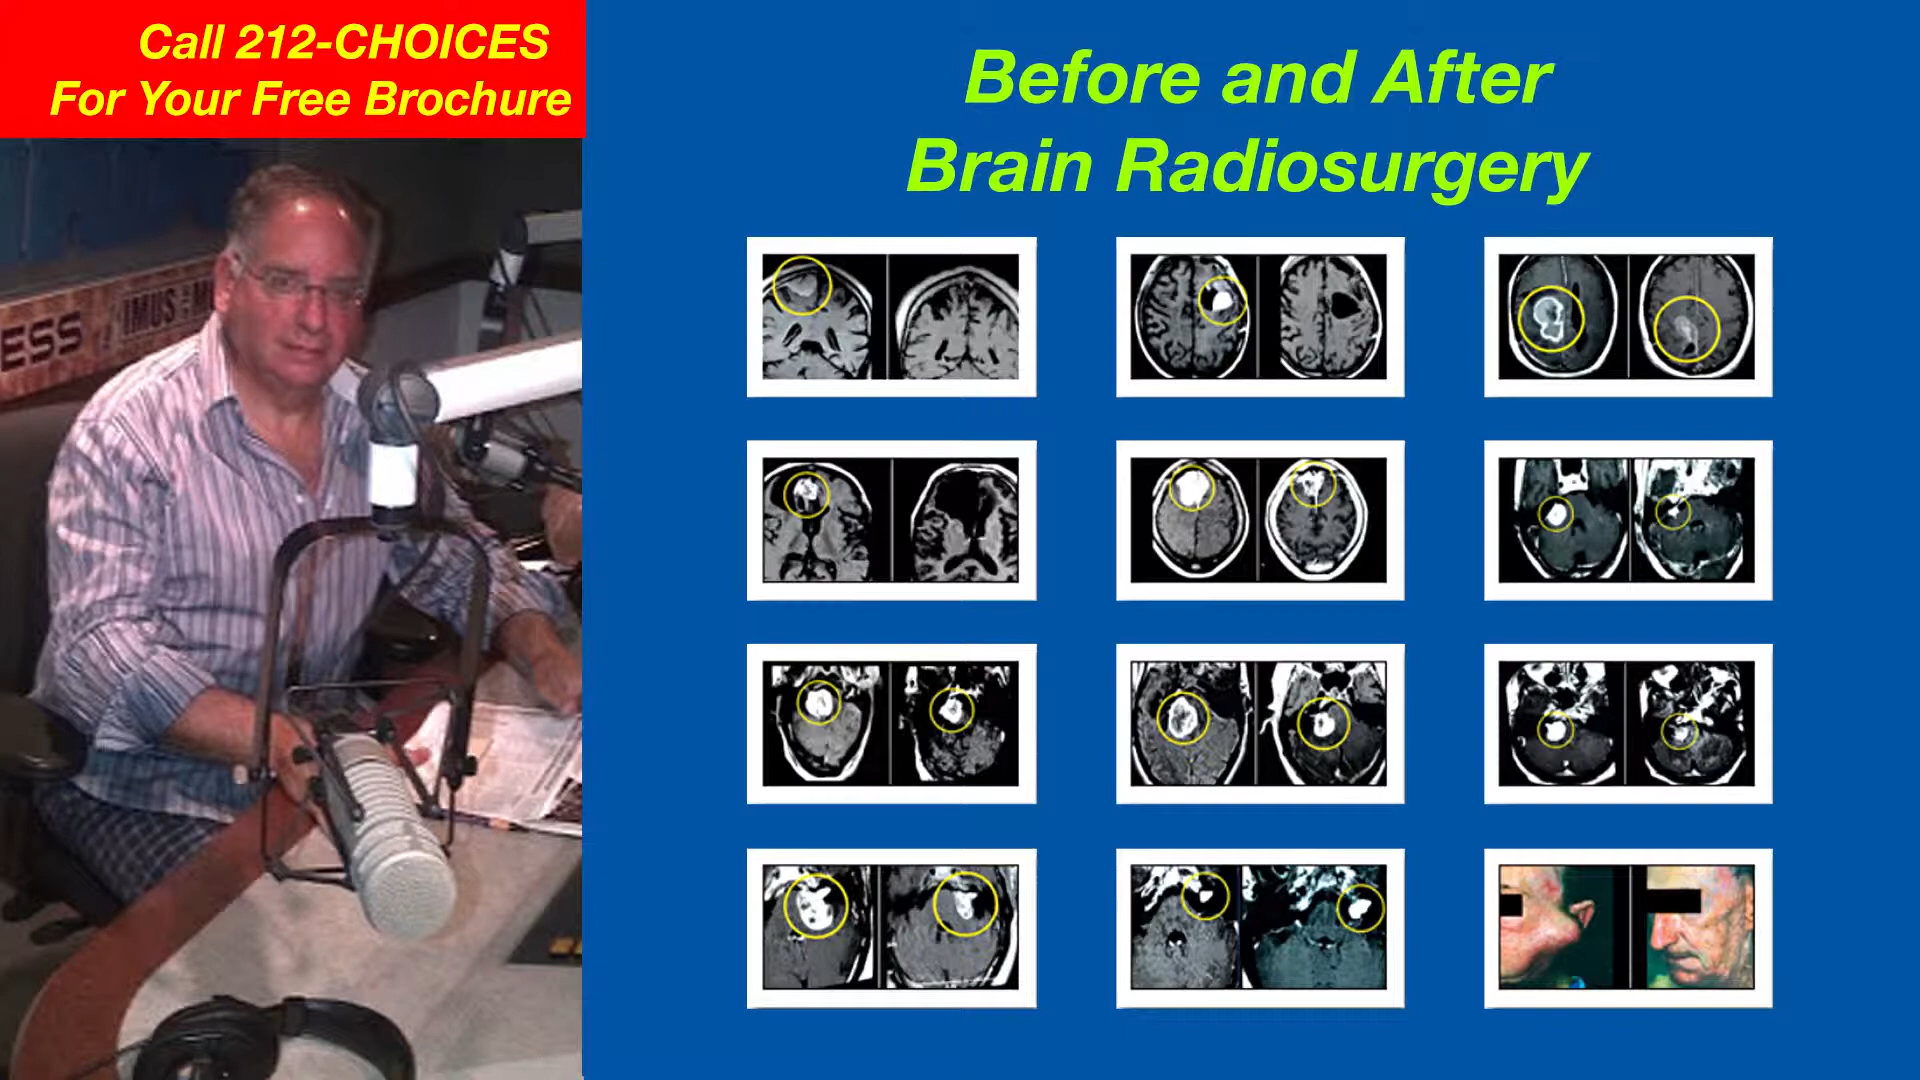 Call 212-CHOICES
For Your Free Brochure
Before and After
Brain Radiosurgery
ESS
IMUS